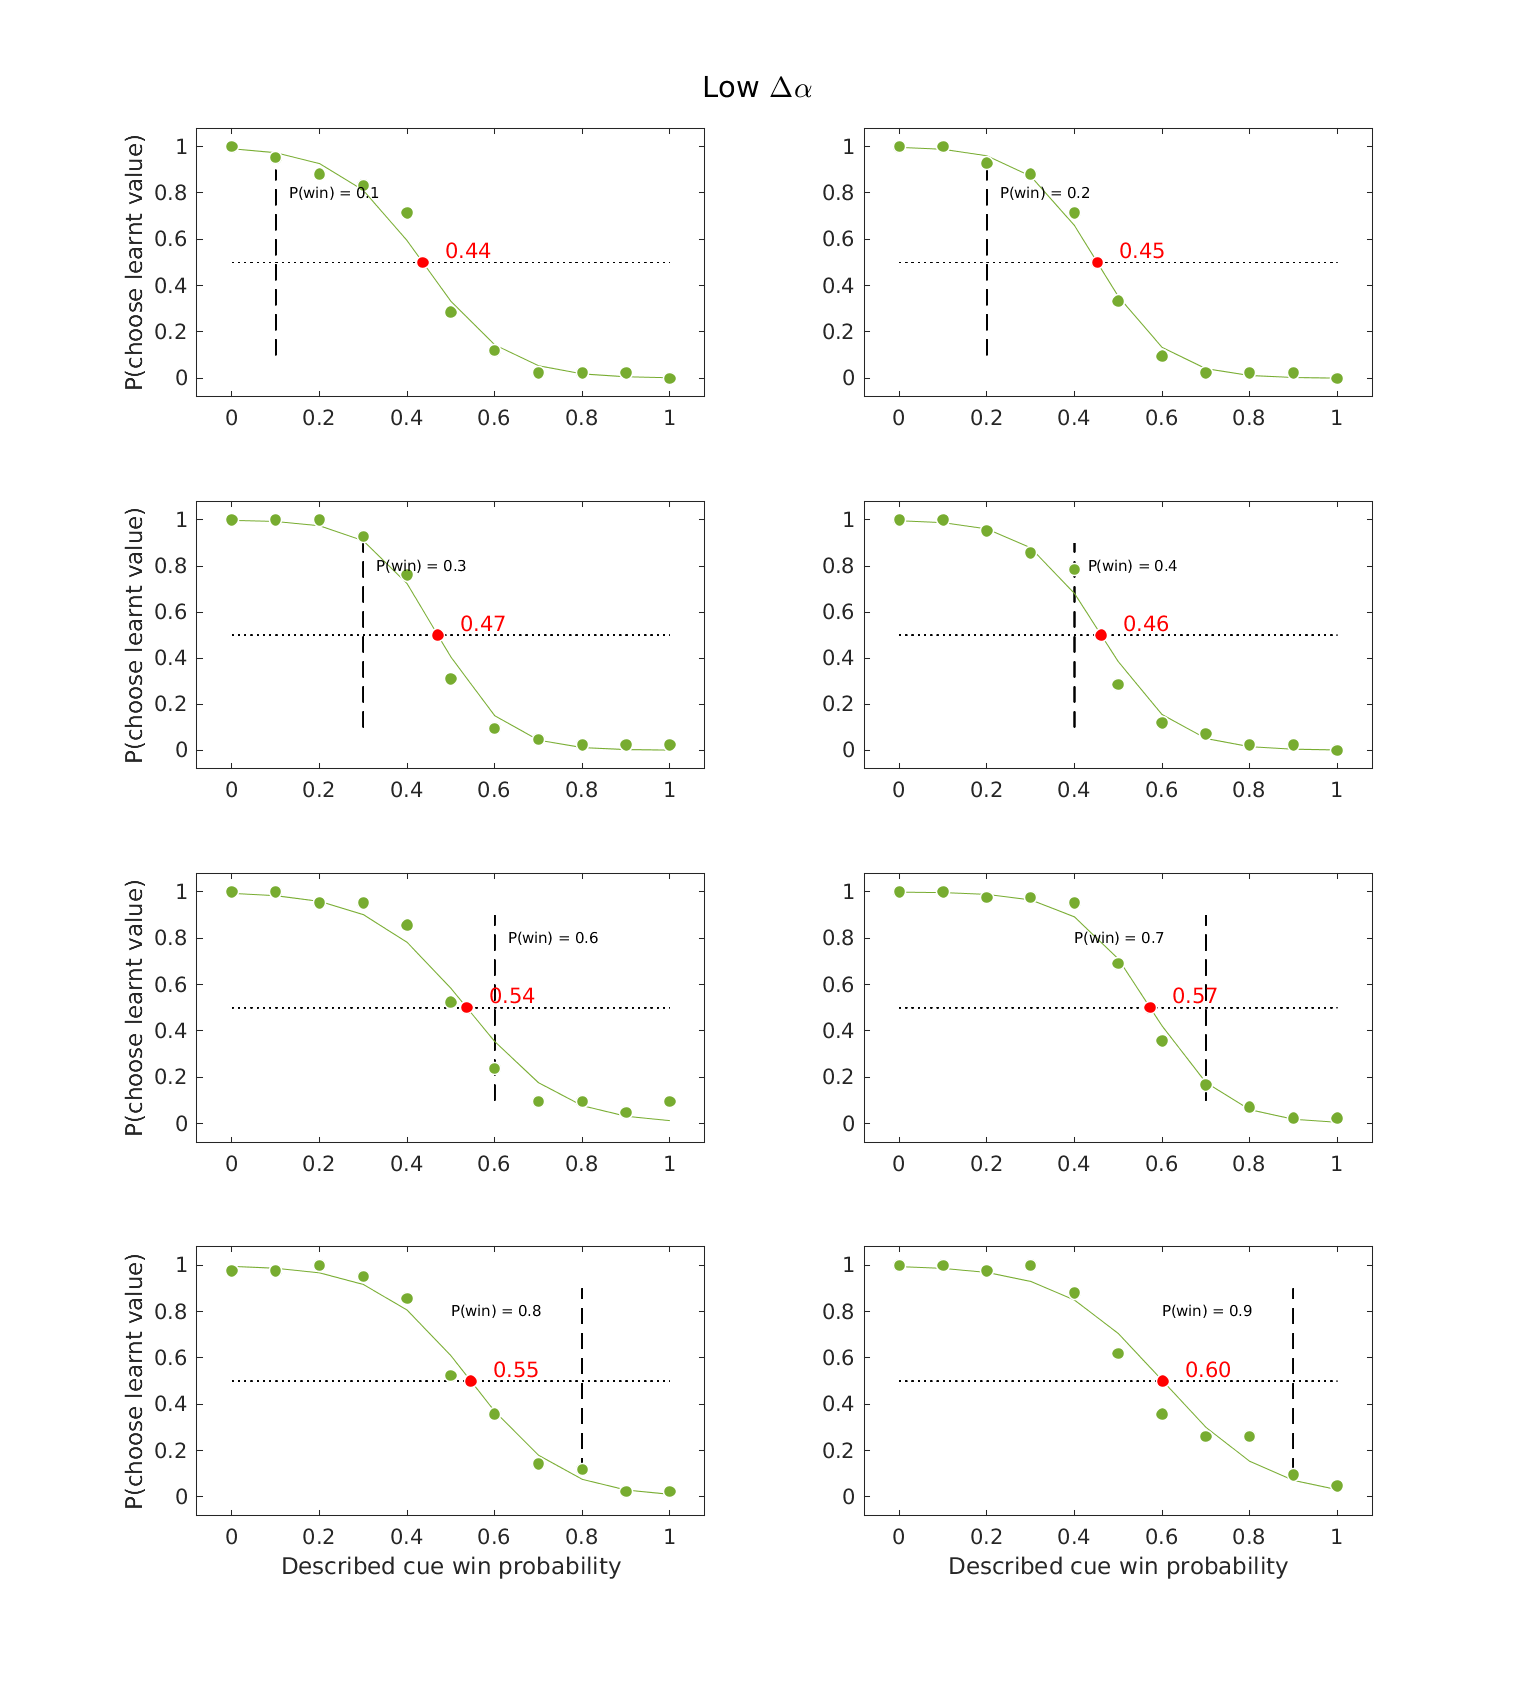 Low Δα
P(choose learnt value)
1
0.8
0.6
0.4
0.2
0
P(win) = 0.1
0.44
0 0.2 0.4 0.6 0.8 1
1
0.8
0.6
0.4
0.2
0
P(win) = 0.2
0.45
0 0.2 0.4 0.6 0.8 1
P(choose learnt value)
1
0.8
0.6
0.4
0.2
0
P(win) = 0.3
0.47
0 0.2 0.4 0.6 0.8 1
1
0.8
0.6
0.4
0.2
0
P(win) = 0.4
0.46
0 0.2 0.4 0.6 0.8 1
P(choose learnt value)
1
0.8
0.6
0.4
0.2
0
P(win) = 0.6
0.54
0 0.2 0.4 0.6 0.8 1
1
0.8
0.6
0.4
0.2
0
P(win) = 0.7
0.57
0 0.2 0.4 0.6 0.8 1
P(choose learnt value)
1
0.8
0.6
0.4
0.2
0
P(win) = 0.8
0.55
0 0.2 0.4 0.6 0.8 1
Described cue win probability
1
0.8
0.6
0.4
0.2
0
P(win) = 0.9
0.60
0 0.2 0.4 0.6 0.8 1
Described cue win probability